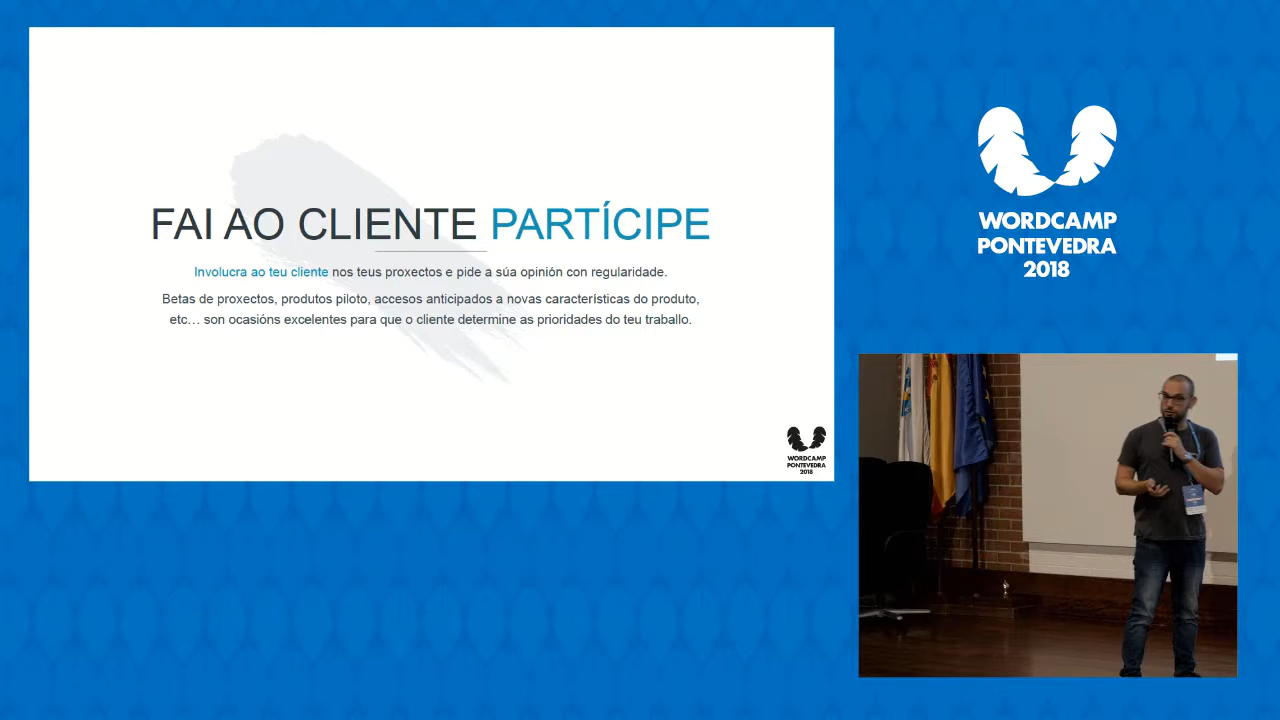 FAI AO CLIENTE PARTÍCIPE
Involucra ao teu cliente nos teus proxectos e pide a súa opinión con regularidade.
Betas de proxectos, produtos piloto, accesos anticipados a novas características do produto,
etc… son ocasións excelentes para que o cliente determine as prioridades do teu traballo.
WORDCAMP
PONTEVEDRA
2018
WORDCAMP
PONTEVEDRA
2018